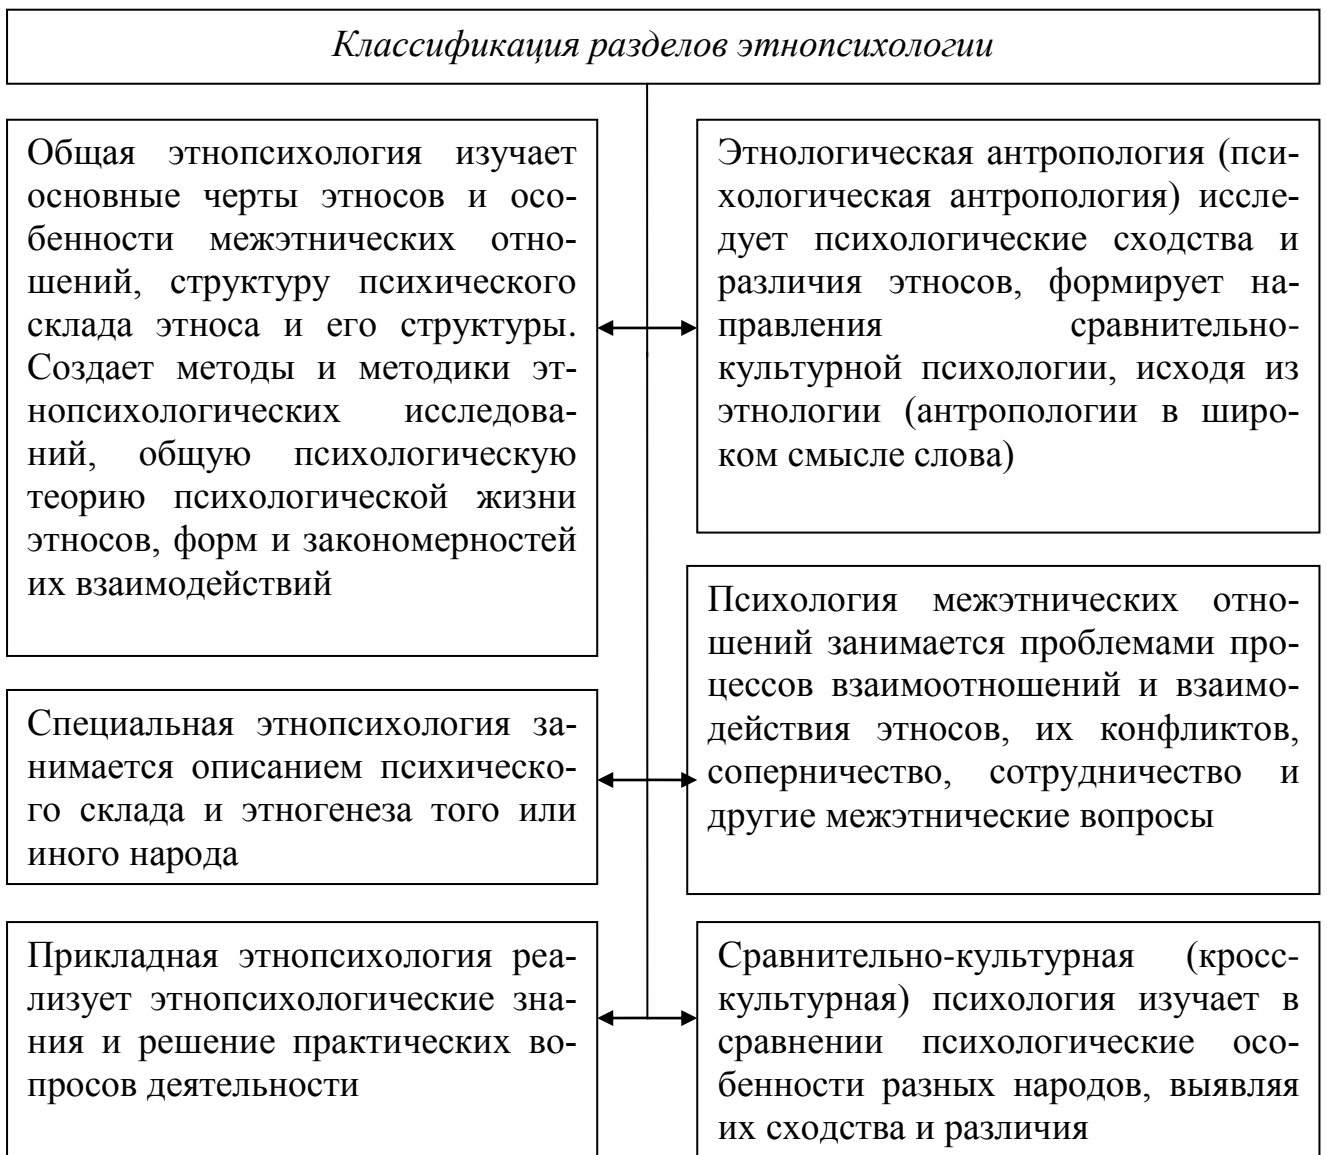 Классификация разделов этнопсихологии
Общая этнопсихология изучает
основные черты этносов и осо-
бенности межэтнических отно-
шений, структуру психического
склада этноса и его структуры.
Создает методы и методики эт-
нопсихологических исследова-
ний, общую психологическую
теорию психологической жизни
этносов, форм и закономерностей
их взаимодействий
Этнологическая антропология (пси-
хологическая антропология) иссле-
дует психологические сходства и
различия этносов, формирует на-
правления сравнительно-
культурной психологии, исходя из
этнологии (антропологии в широ-
ком смысле слова)
Специальная этнопсихология за-
нимается описанием психическо-
го склада и этногенеза того или
иного народа
Психология межэтнических отно-
шений занимается проблемами про-
цессов взаимоотношений и взаимо-
действия этносов, их конфликтов,
соперничество, сотрудничество и
другие межэтнические вопросы
Прикладная этнопсихология реа-
лизует этнопсихологические зна-
ния и решение практических во-
просов деятельности
Сравнительно-культурная (кросс-
культурная) психология изучает в
сравнении психологические осо-
бенности разных народов, выявляя
их сходства и различия